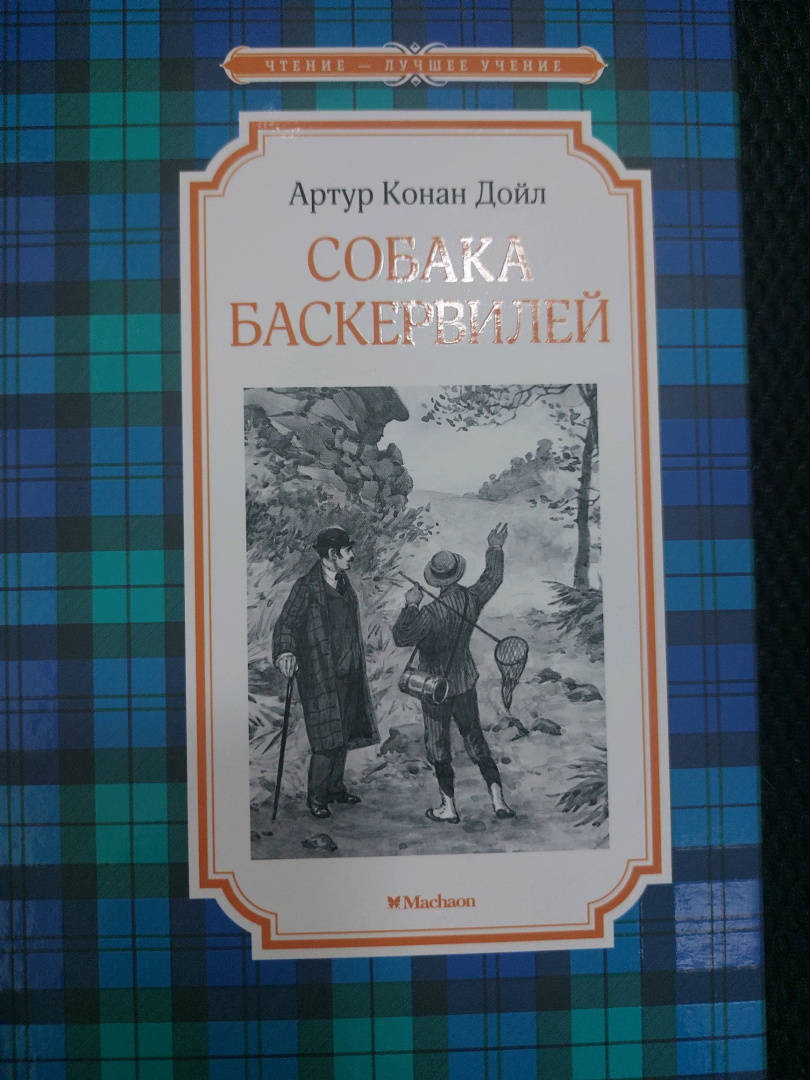 ЧТЕНИЕ — ЛУЧШЕЕ УЧЕНИЕ
Артур Конан Дойл
СОБАКА
БАСКЕРВИЛЕЙ
Machaon